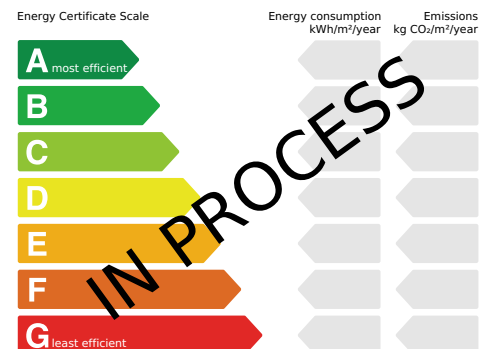 Energy Certificate Scale
Energy consumption
kWh/m²/year
Emissions
kg CO₂/m²/year
A most efficient
B
C
D
E
F
G least efficient
IN PROCESS